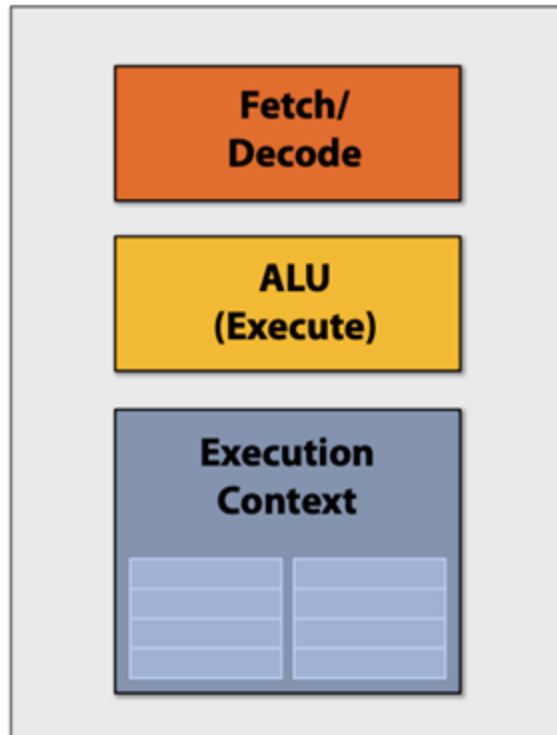 Fetch/
Decode
ALU
(Execute)
Execution
Context